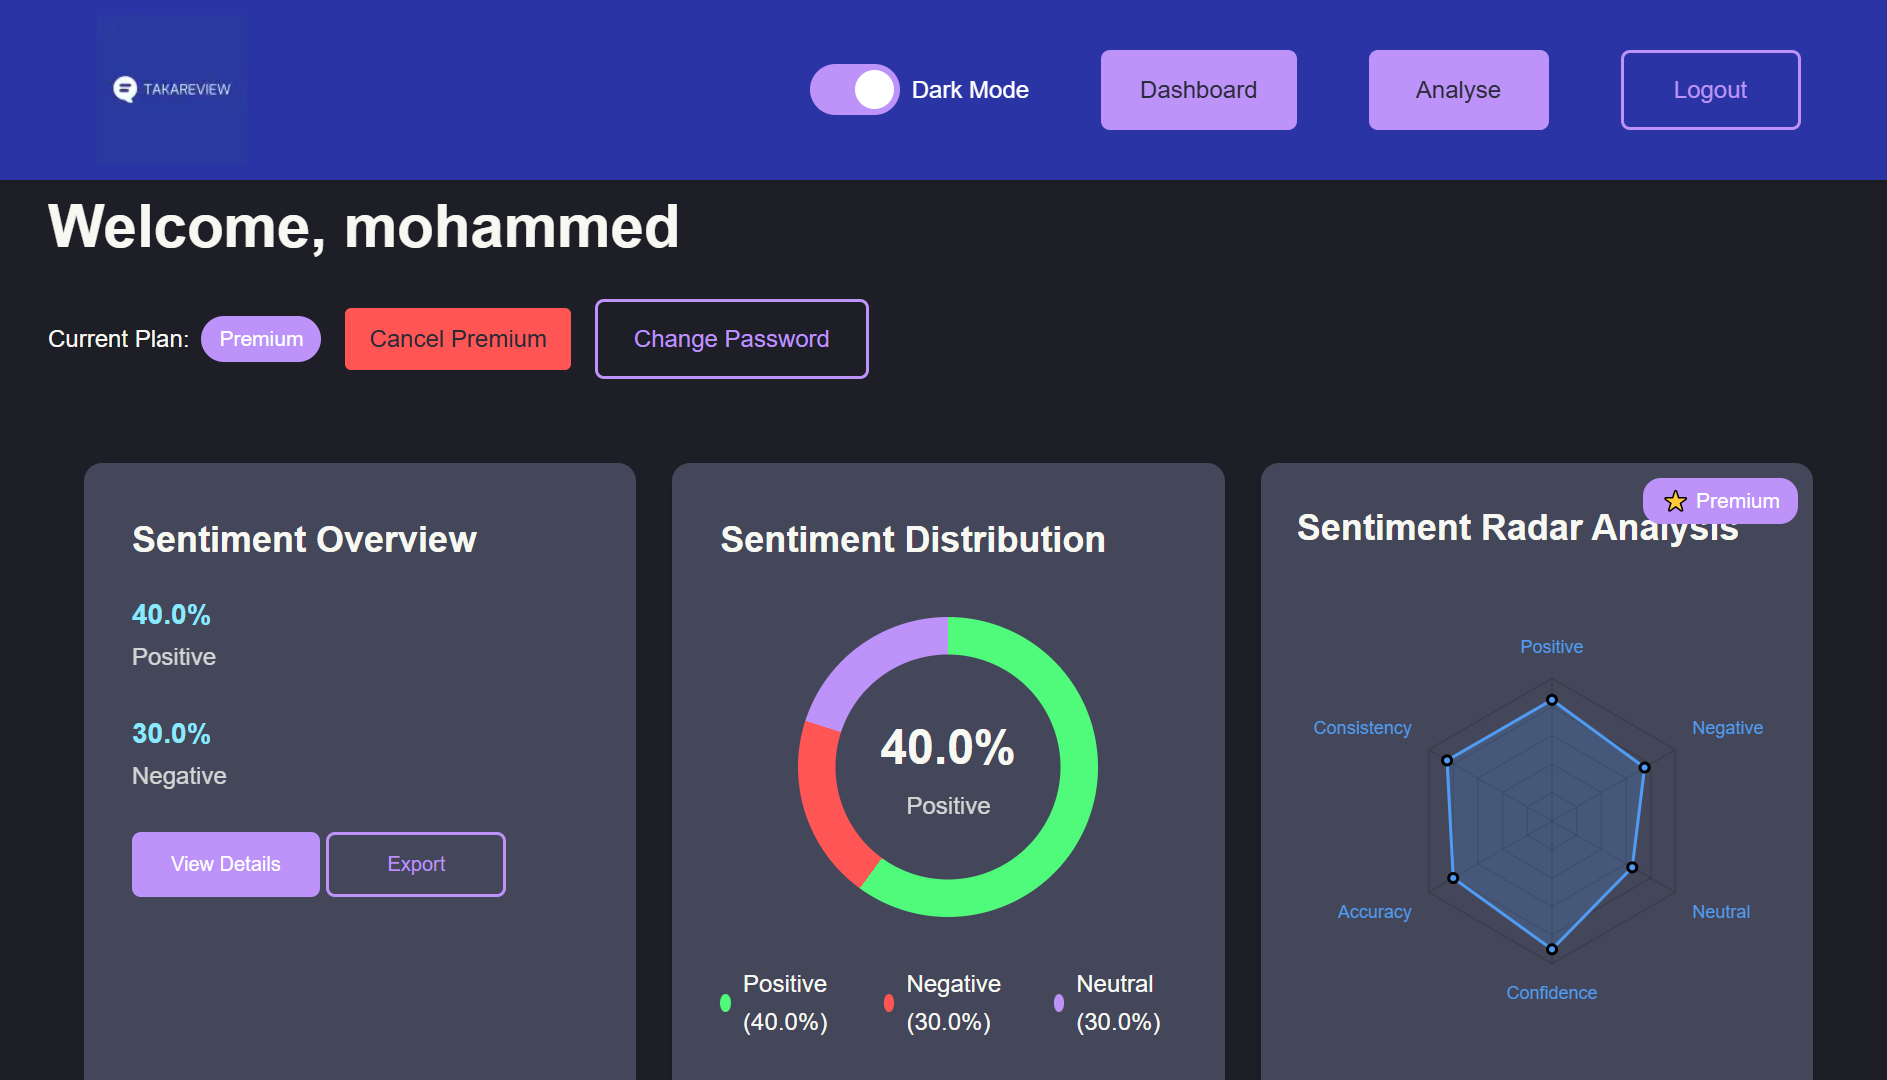 TAKAREVIEW
Dark Mode
Dashboard
Analyse
Logout
Welcome, mohammed
Current Plan:
Premium
Cancel Premium
Change Password
Sentiment Overview
40.0%
Positive
30.0%
Negative
View Details
Export
Sentiment Distribution
40.0%
Positive
Positive
(40.0%)
Negative
(30.0%)
Neutral
(30.0%)
Premium
Sentiment Radar Analysis
Positive
Consistency
Negative
Accuracy
Neutral
Confidence